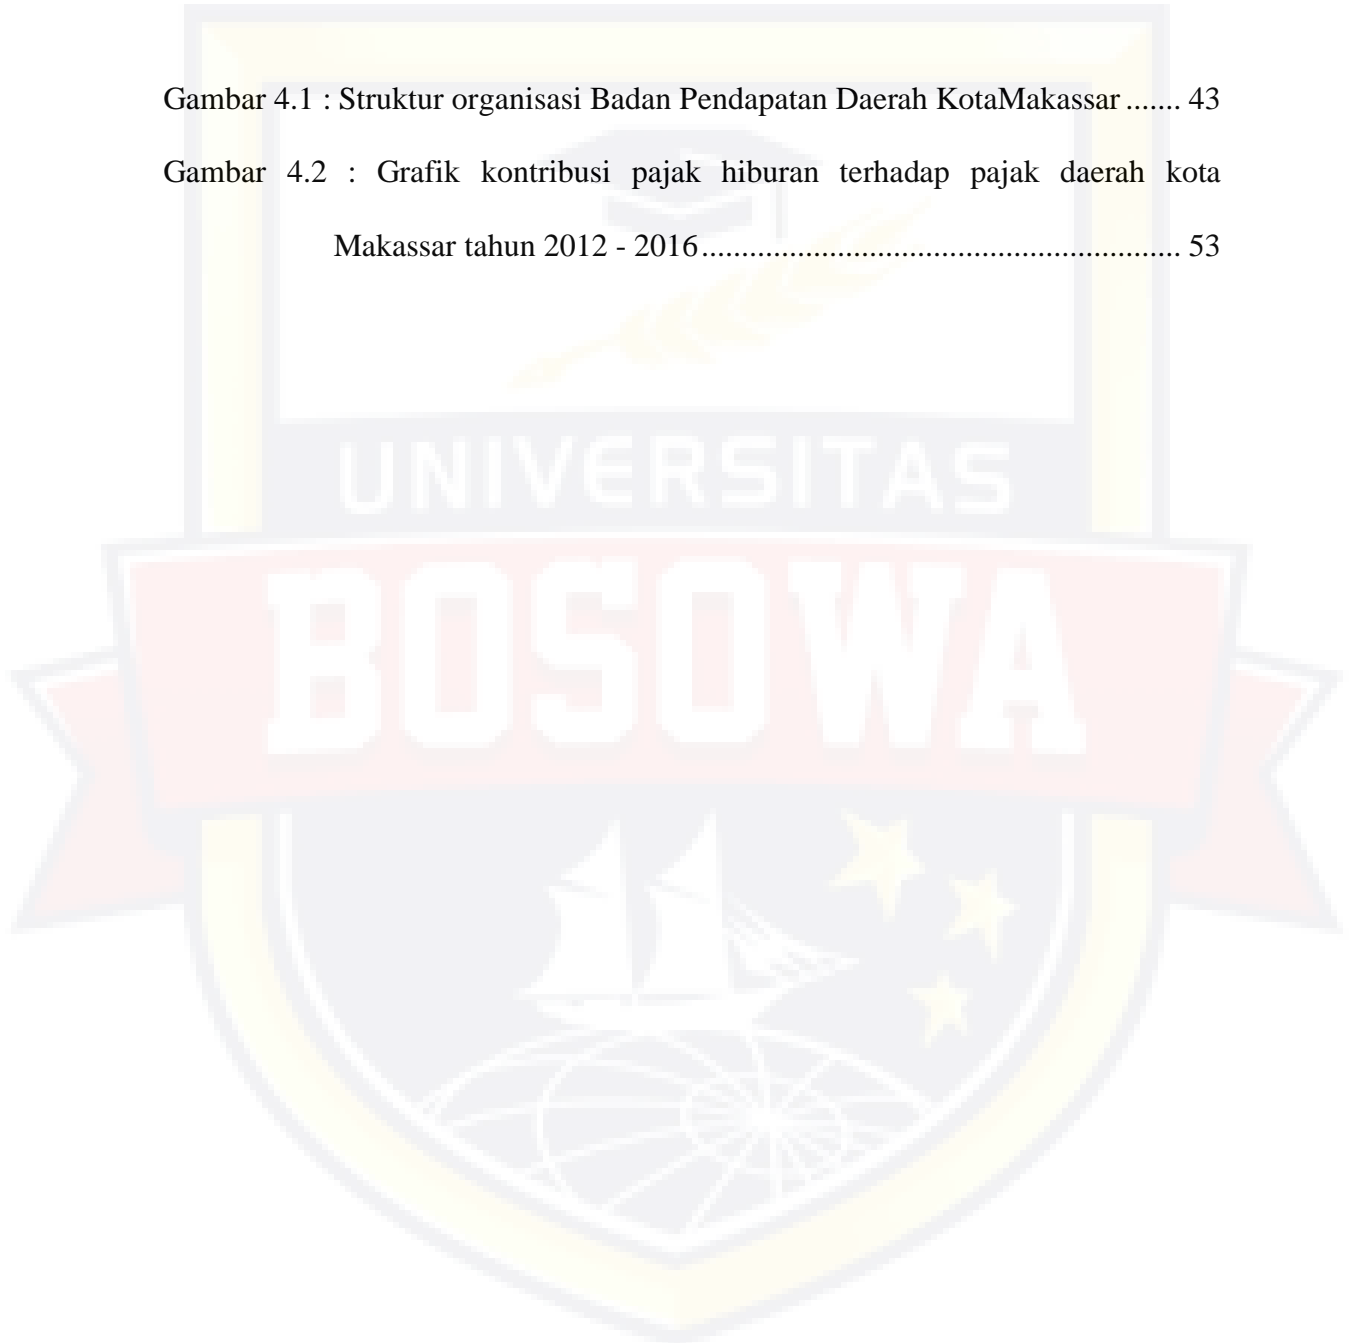 Gambar 4.1 : Struktur organisasi Badan Pendapatan Daerah KotaMakassar ....... 43
Gambar 4.2 : Grafik kontribusi pajak hiburan terhadap pajak daerah kota
Makassar tahun 2012 - 2016............................................................ 53
UNIVERSITAS
BOSOWA